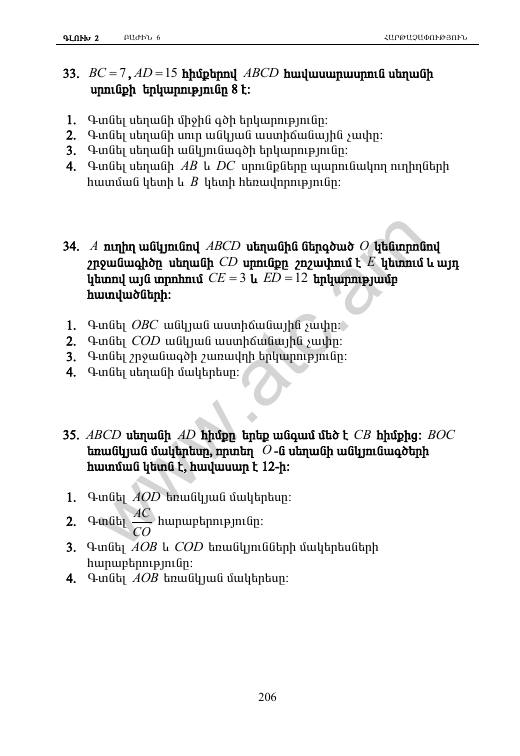 ԳԼՈՒԽ 2 ԲԱԺԻՆ 6 ՀԱՐԹԱՉԱՓՈՒԹՅՈՒՆ
33. BC = 7, AD = 15 հիմքերով ABCD հավասարասրուն սեղանի
սրունքի երկարությունը 8 է:
1. Գտնել սեղանի միջին գծի երկարությունը:
2. Գտնել սեղանի սուր անկյան աստիճանային չափը:
3. Գտնել սեղանի անկյունագծի երկարությունը:
4. Գտնել սեղանի AB և DC սրունքները պարունակող ուղիղների
հատման կետի և B կետի հեռավորությունը:
34. A ուղիղ անկյունով ABCD սեղանին ներգծած O կենտրոնով
շրջանագիծը սեղանի CD սրունքը շոշափում է E կետում և այդ
կետով այն տրոհում CE = 3 և ED = 12 երկարությամբ
հատվածների:
1. Գտնել OBC անկյան աստիճանային չափը:
2. Գտնել COD անկյան աստիճանային չափը:
3. Գտնել շրջանագծի շառավղի երկարությունը:
4. Գտնել սեղանի մակերեսը:
35. ABCD սեղանի AD հիմքը երեք անգամ մեծ է CB հիմքից: BOC
եռանկյան մակերեսը, որտեղ O -ն սեղանի անկյունագծերի
հատման կետն է, հավասար է 12-ի:
1. Գտնել AOD եռանկյան մակերեսը:
2. Գտնել AC/CO հարաբերությունը:
3. Գտնել AOB և COD եռանկյունների մակերեսների
հարաբերությունը:
4. Գտնել AOB եռանկյան մակերեսը:
www.atc.am
206